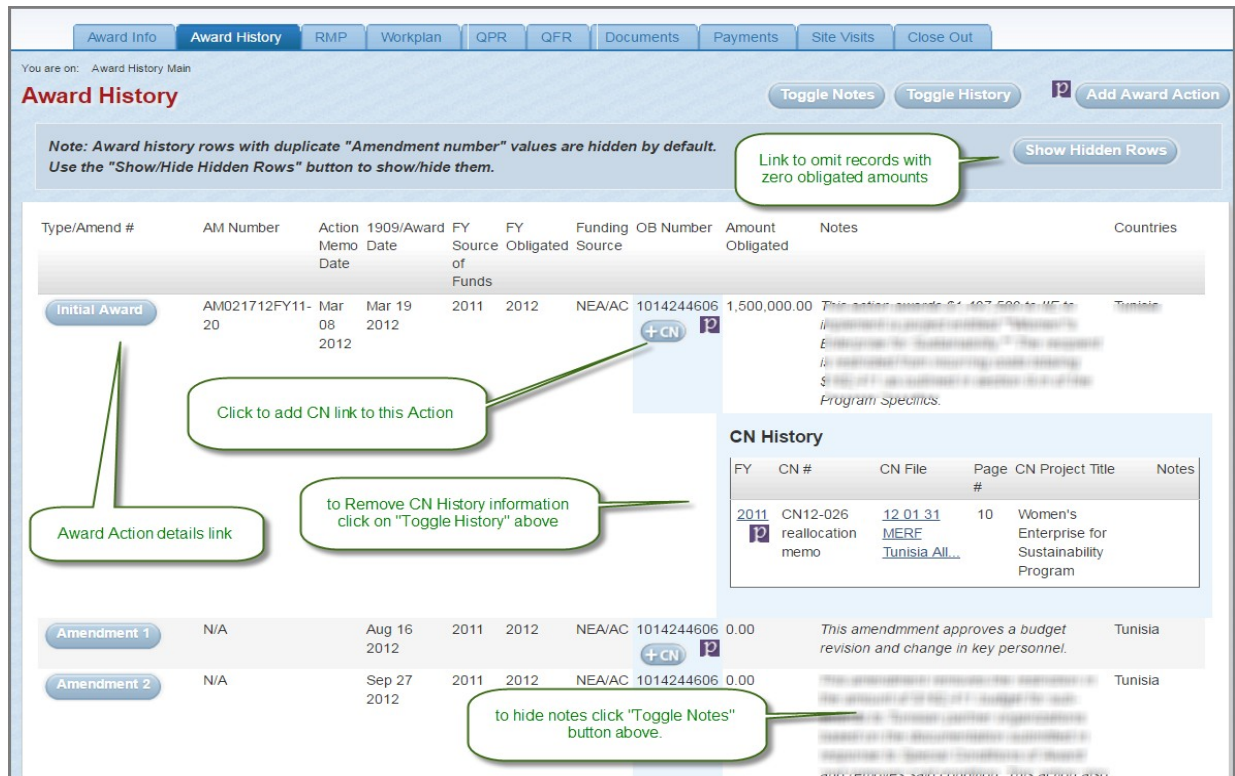 Award Info Award History RMP Workplan QPR QFR Documents Payments Site Visits Close Out
You are on: Award History Main
Award History
Toggle Notes Toggle History p Add Award Action
Note: Award history rows with duplicate "Amendment number" values are hidden by default.
Use the "Show/Hide Hidden Rows" button to show/hide them.
Link to omit records with
zero obligated amounts
Show Hidden Rows
Type/Amend # AM Number Action 1909/Award FY FY Funding OB Number Amount Notes Countries
Memo Date Source Obligated Source Obligated
Date of
Funds
Initial Award AM021712FY11- Mar Mar 19 2011 2012 NEA/AC 1014244606 1,500,000.00 This action awards to IIE to Tunisia
20 08 2012 + CN p
2012
Program Specifics.
Click to add CN link to this Action
CN History
FY CN # CN File Page CN Project Title Notes
#
2011 CN12-026 12 01 31 10 Women's
p reallocation MERF Enterprise for
memo Tunisia All... Sustainability
Program
to Remove CN History information
click on "Toggle History" above
Award Action details link
Amendment 1 N/A Aug 16 2011 2012 NEA/AC 1014244606 0.00 This amendmment approves a budget Tunisia
2012 + CN p revision and change in key personnel.
Amendment 2 N/A Sep 27 2011 2012 NEA/AC 1014244606 0.00 Tunisia
2012
to hide notes click "Toggle Notes"
button above.